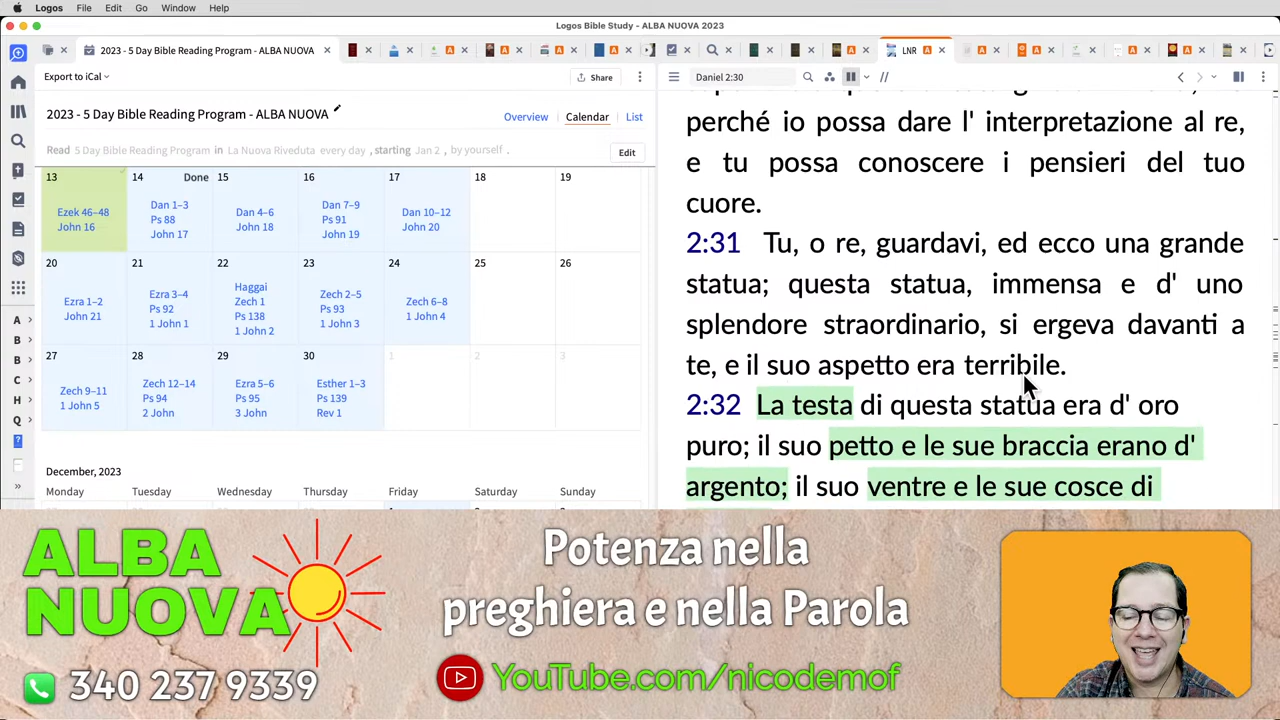 Logos File Edit Go Window Help
Logos Bible Study - ALBA NUOVA 2023
2023 - 5 Day Bible Reading Program - ALBA NUOVA
LNR
Export to iCal
Share
Daniel 2:30
2023 - 5 Day Bible Reading Program - ALBA NUOVA
Overview Calendar List
Read 5 Day Bible Reading Program in La Nuova Riveduta every day , starting Jan 2 , by yourself .
Edit
13 14 Done 15 16 17 18 19
Ezek 46–48
John 16
Dan 1–3
Ps 88
John 17
Dan 4–6
John 18
Dan 7–9
Ps 91
John 19
Dan 10–12
John 20
20 21 22 23 24 25 26
Ezra 1–2
John 21
Ezra 3–4
Ps 92
1 John 1
Haggai
Zech 1
Ps 138
1 John 2
Zech 2–5
Ps 93
1 John 3
Zech 6–8
1 John 4
27 28 29 30 1 2 3
Zech 9–11
1 John 5
Zech 12–14
Ps 94
2 John
Ezra 5–6
Ps 95
3 John
Esther 1–3
Ps 139
Rev 1
December, 2023
Monday Tuesday Wednesday Thursday Friday Saturday Sunday
A
B
B
C
H
Q
perché io possa dare l' interpretazione al re,
e tu possa conoscere i pensieri del tuo
cuore.
2:31 Tu, o re, guardavi, ed ecco una grande
statua; questa statua, immensa e d' uno
splendore straordinario, si ergeva davanti a
te, e il suo aspetto era terribile.
2:32 La testa di questa statua era d' oro
puro; il suo petto e le sue braccia erano d'
argento; il suo ventre e le sue cosce di
ALBA
NUOVA
340 237 9339
Potenza nella
preghiera e nella Parola
YouTube.com/nicodemof